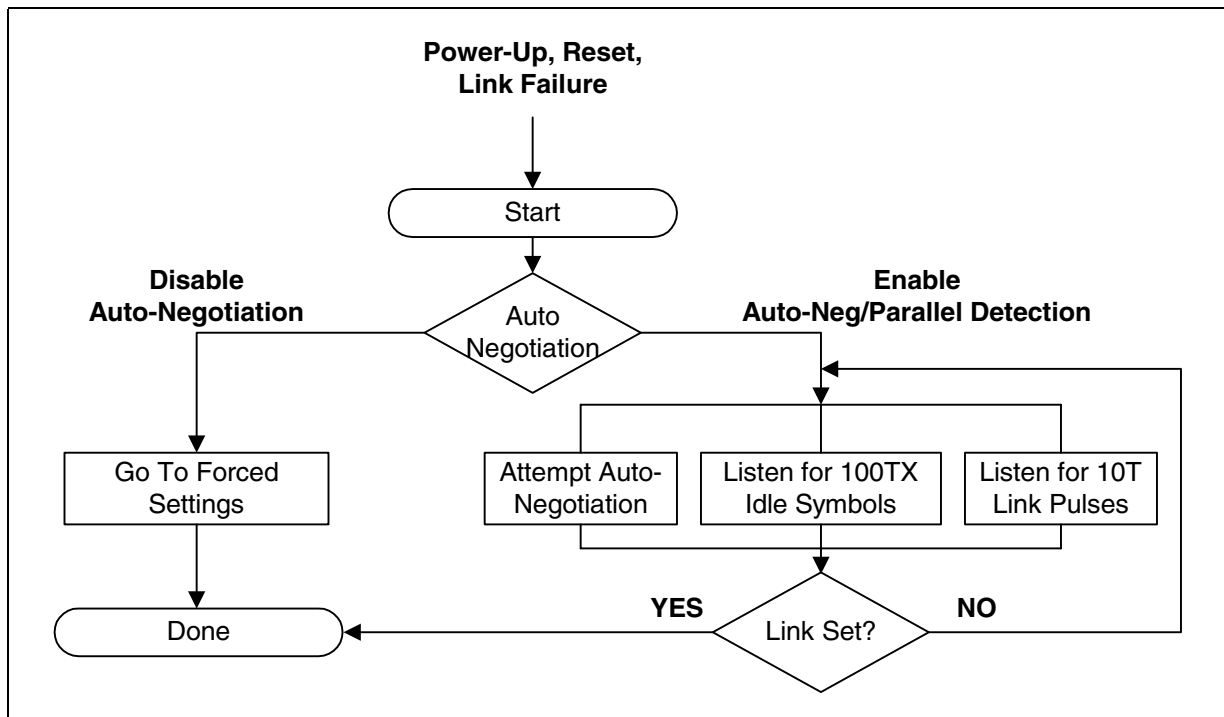 Power-Up, Reset,
Link Failure
Start
Disable
Auto-Negotiation
Enable
Auto-Neg/Parallel Detection
Auto
Negotiation
Go To Forced
Settings
Attempt Auto-
Negotiation
Listen for 100TX
Idle Symbols
Listen for 10T
Link Pulses
YES
NO
Done
Link Set?